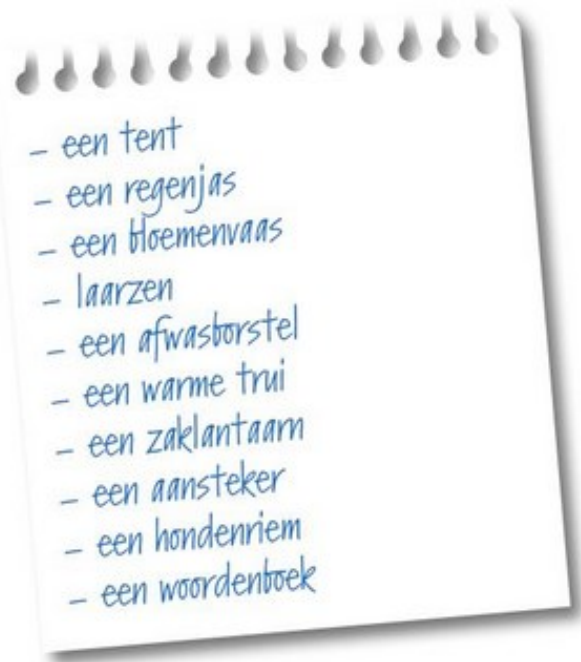 – een tent
– een regenjas
– een bloemenvaas
– laarzen
– een afwasborstel
– een warme trui
– een zaklantaarn
– een aansteker
– een hondenriem
– een woordenboek